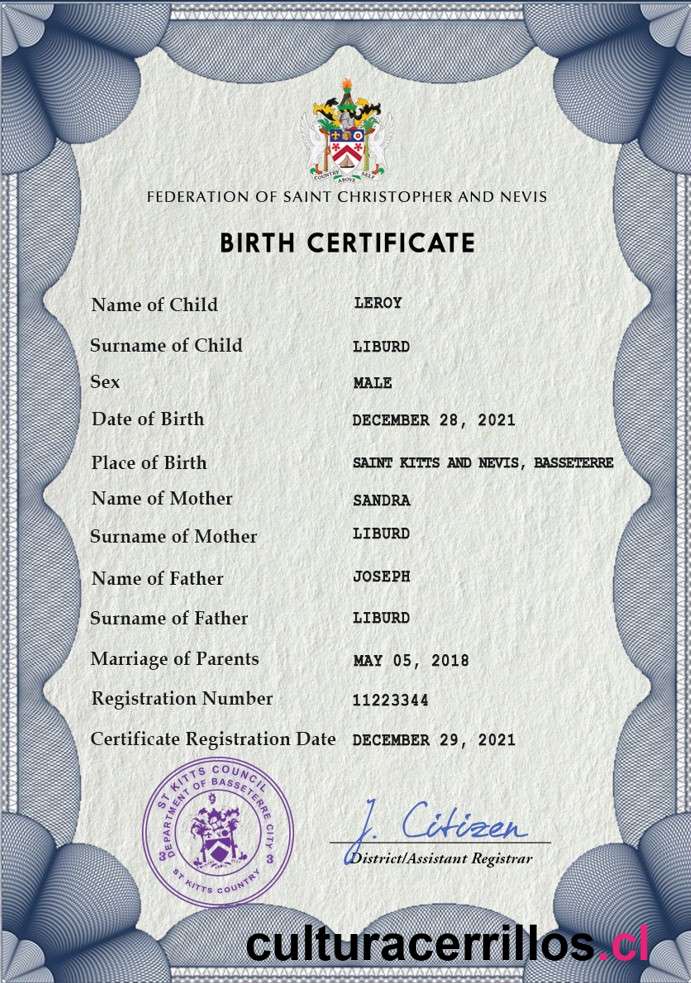 COUNTRY ABOVE SELF
FEDERATION OF SAINT CHRISTOPHER AND NEVIS
BIRTH CERTIFICATE
Name of Child LEROY
Surname of Child LIBURD
Sex MALE
Date of Birth DECEMBER 28, 2021
Place of Birth SAINT KITTS AND NEVIS, BASSETERRE
Name of Mother SANDRA
Surname of Mother LIBURD
Name of Father JOSEPH
Surname of Father LIBURD
Marriage of Parents MAY 05, 2018
Registration Number 11223344
Certificate Registration Date DECEMBER 29, 2021
ST KITTS COUNCIL
DEPARTMENT OF BASSETERRE CITY
9
3 3
ST KITTS COUNTRY
J. Citizen
District/Assistant Registrar
culturacerrillos.cl